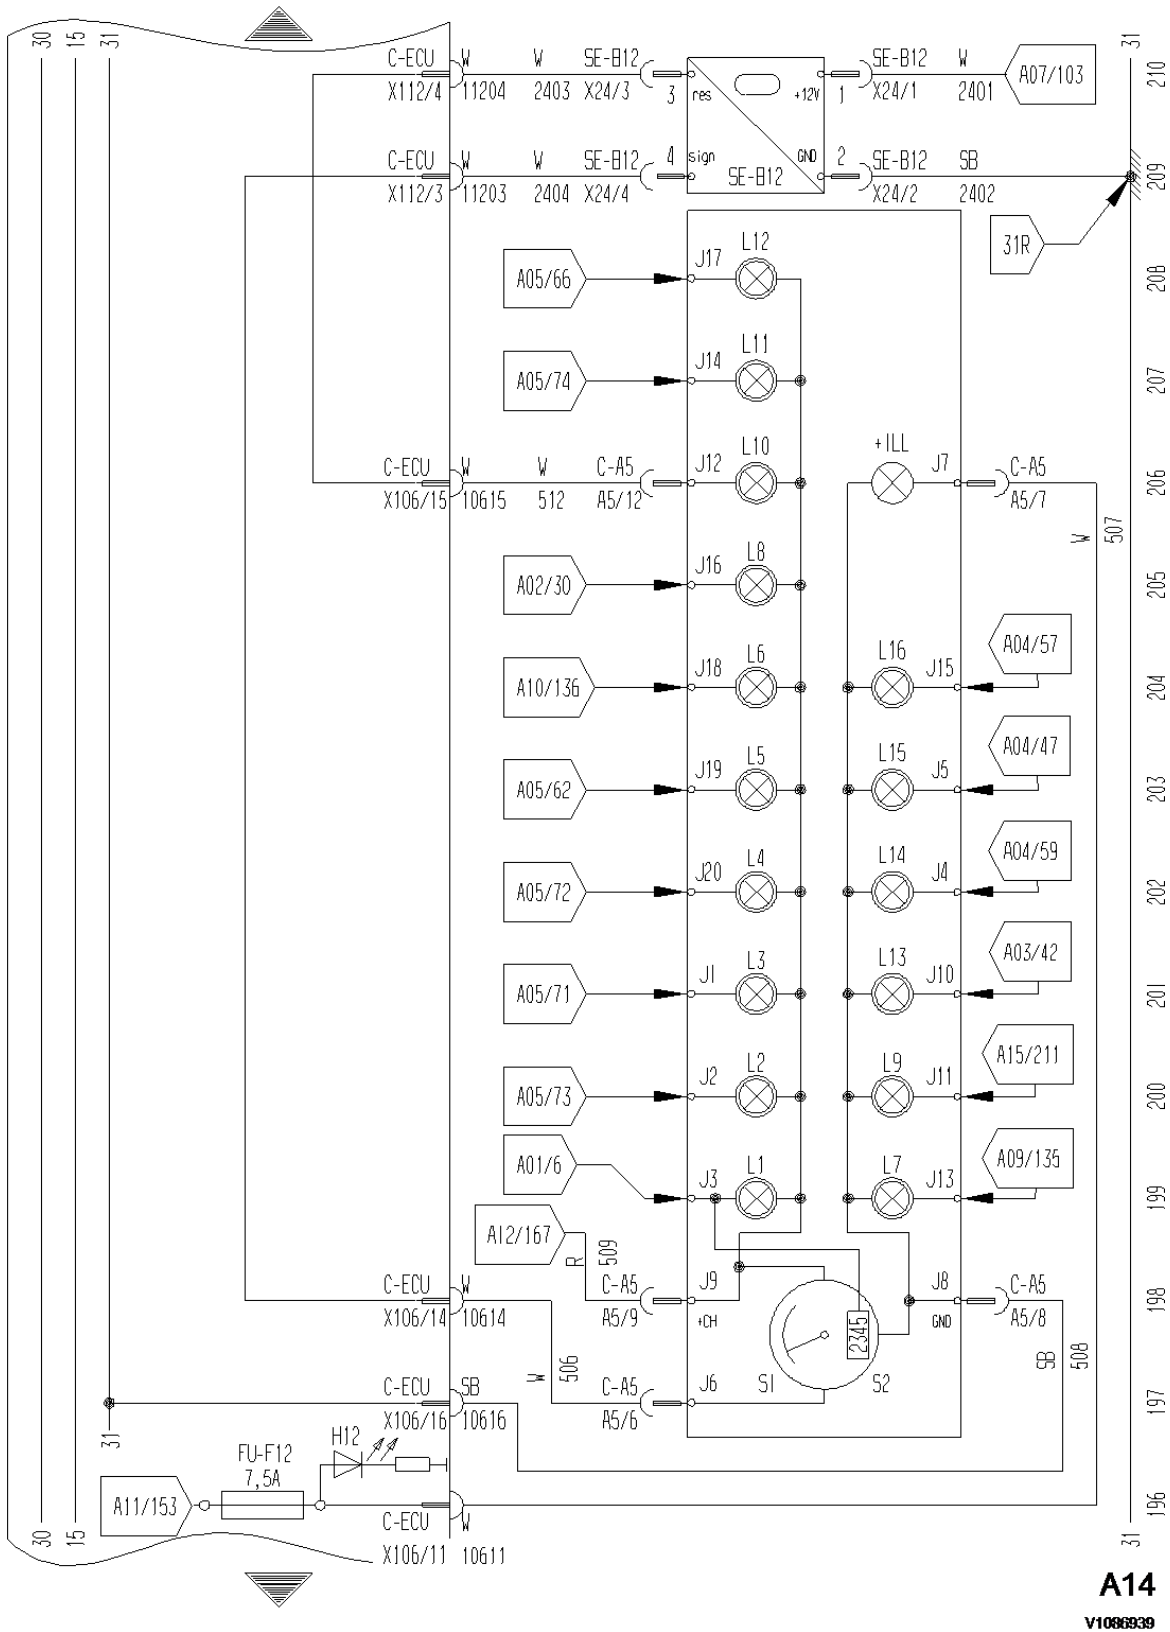 30
15
31
31
C-ECU W W SE-B12
X112/4 11204 2403 X24/3 3
res
+12V
1
SE-B12 W
X24/1 2401
A07/103
210
C-ECU W W SE-B12 4
X112/3 11203 2404 X24/4
sign
GND
SE-B12
2
SE-B12 SB
X24/2 2402
209
31R
A05/66
J17
L12
208
A05/74
J14
L11
207
C-ECU W W C-A5
X106/15 10615 512 A5/12
J12
L10
+ILL
J7
C-A5
A5/7
206
W
507
A02/30
J16
L8
205
A10/136
J18
L6
L16
J15
A04/57
204
A05/62
J19
L5
L15
J5
A04/47
203
A05/72
J20
L4
L14
J4
A04/59
202
A05/71
J1
L3
L13
J10
A03/42
201
A05/73
J2
L2
L9
J11
A15/211
200
A01/6
J3
L1
L7
J13
A09/135
199
A12/167
R
509
C-ECU W
X106/14 10614
C-A5
A5/9
J9
+CH
2345
J8
GND
C-A5
A5/8
198
W
506
SB
508
C-ECU SB
X106/16 10616
C-A5
A5/6
J6
S1
S2
197
31
H12
FU-F12
7,5A
A11/153
C-ECU W
X106/11 10611
196
30
15
31
A14
V1086939